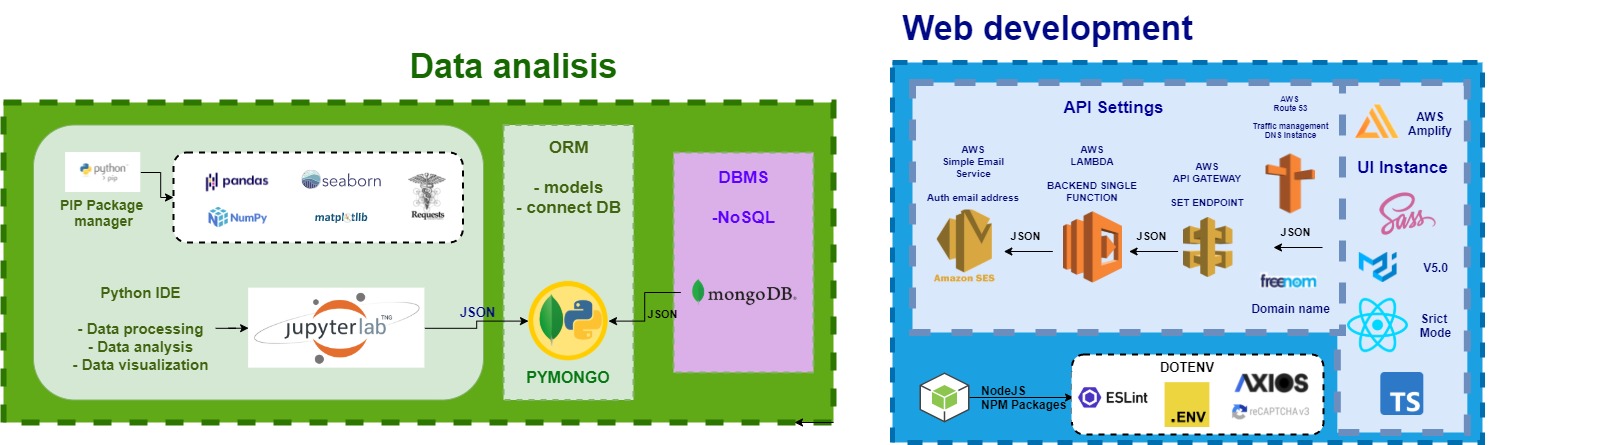 Data analisis
python
> pip
PIP Package
manager
pandas
seaborn
NumPy
matplotlib
Requests
Python IDE
- Data processing
- Data analysis
- Data visualization
jupyterlab
TNG
JSON
ORM
- models
- connect DB
PYMONGO
JSON
DBMS
-NoSQL
mongoDB.
Web development
API Settings
AWS
Simple Email
Service
Auth email address
Amazon SES
JSON
AWS
LAMBDA
BACKEND SINGLE
FUNCTION
JSON
AWS
API GATEWAY
SET ENDPOINT
AWS
Route 53
Traffic management
DNS Instance
JSON
freenom
Domain name
AWS
Amplify
UI Instance
Sass
V5.0
Srict
Mode
TS
NodeJS
NPM Packages
ESLint
DOTENV
.ENV
AXIOS
reCAPTCHA v3